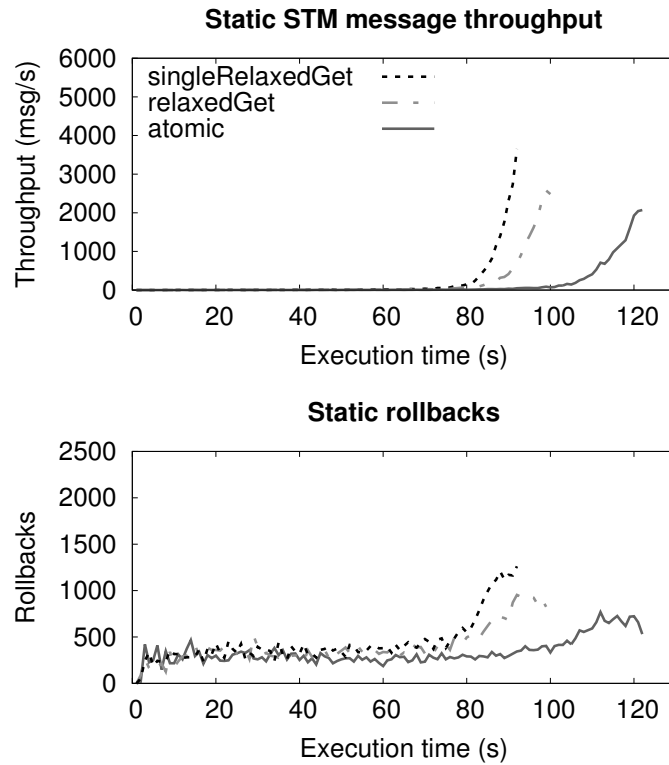 Static STM message throughput
Throughput (msg/s)
6000
5000
4000
3000
2000
1000
0
singleRelaxedGet
relaxedGet
atomic
0 20 40 60 80 100 120
Execution time (s)
Static rollbacks
Rollbacks
2500
2000
1500
1000
500
0
0 20 40 60 80 100 120
Execution time (s)